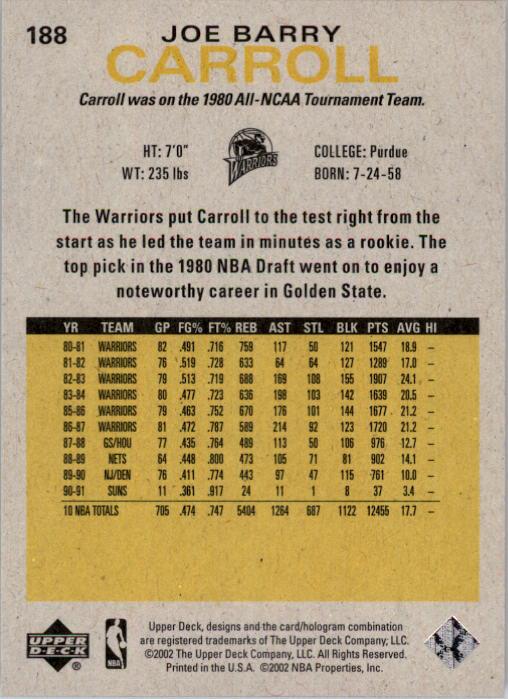 188
JOE BARRY
CARROLL
Carroll was on the 1980 All-NCAA Tournament Team.
HT: 7'0" WARRIORS COLLEGE: Purdue
WT: 235 lbs BORN: 7-24-58
The Warriors put Carroll to the test right from the
start as he led the team in minutes as a rookie. The
top pick in the 1980 NBA Draft went on to enjoy a
noteworthy career in Golden State.
YR TEAM GP FG% FT% REB AST STL BLK PTS AVG HI
80-81 WARRIORS 82 .491 .716 759 117 50 121 1547 18.9 –
81-82 WARRIORS 76 .519 .728 633 64 64 127 1289 17.0 –
82-83 WARRIORS 79 .513 .719 688 169 108 155 1907 24.1 –
83-84 WARRIORS 80 .477 .723 636 198 103 142 1639 20.5 –
85-86 WARRIORS 79 .463 .752 670 176 101 144 1677 21.2 –
86-87 WARRIORS 81 .472 .787 589 214 92 123 1720 21.2 –
87-88 GS/HOU 77 .435 .764 489 113 50 106 976 12.7 –
88-89 NETS 64 .448 .800 473 105 71 81 902 14.1 –
89-90 NJ/DEN 76 .411 .774 443 97 47 115 761 10.0 –
90-91 SUNS 11 .361 .917 24 11 1 8 37 3.4 –
10 NBA TOTALS 705 .474 .747 5404 1264 687 1122 12455 17.7 –
UPPER
DECK
®
NBA
Upper Deck, designs and the card/hologram combination
are registered trademarks of The Upper Deck Company, LLC.
©2002 The Upper Deck Company, LLC. All Rights Reserved.
Printed in the U.S.A. ©2002 NBA Properties, Inc.